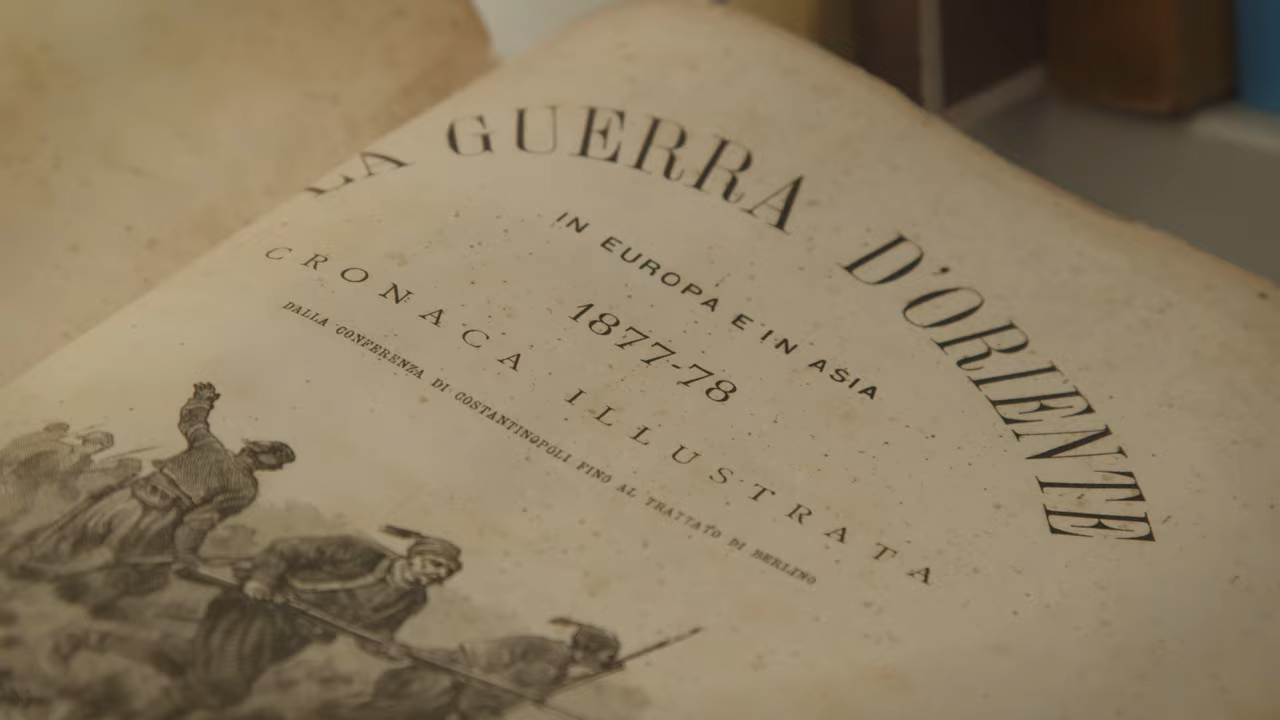 LA GUERRA D'ORIENTE
IN EUROPA E IN ASIA
1877-78
CRONACA ILLUSTRATA
DALLA CONFERENZA DI COSTANTINOPOLI FINO AL TRATTATO DI BERLINO